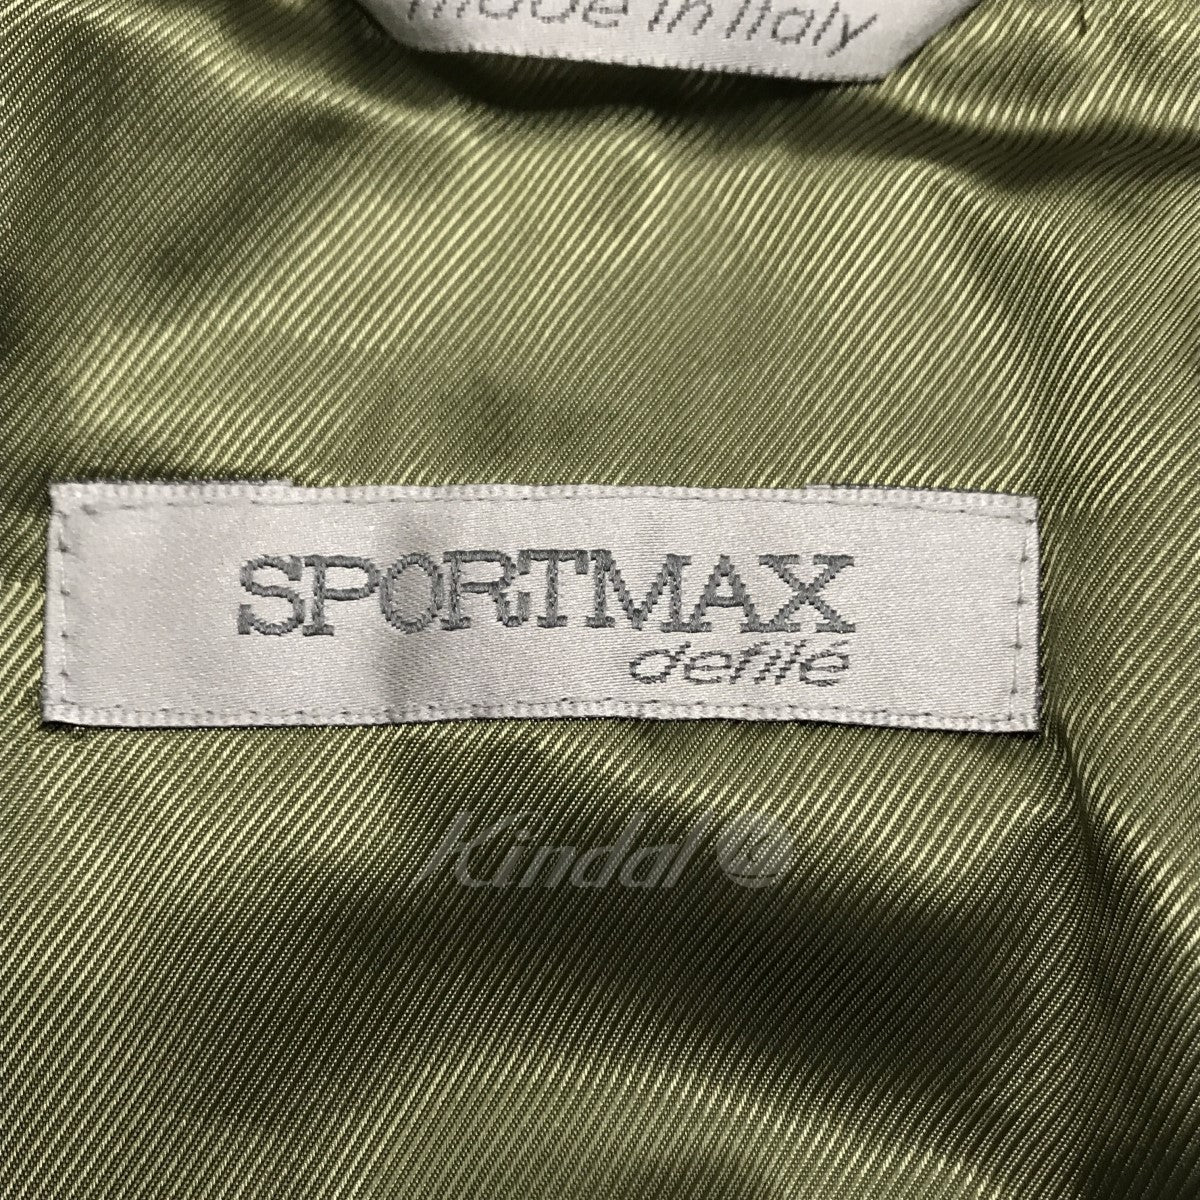 Made in Italy
SPORTMAX
defilé
Kindal